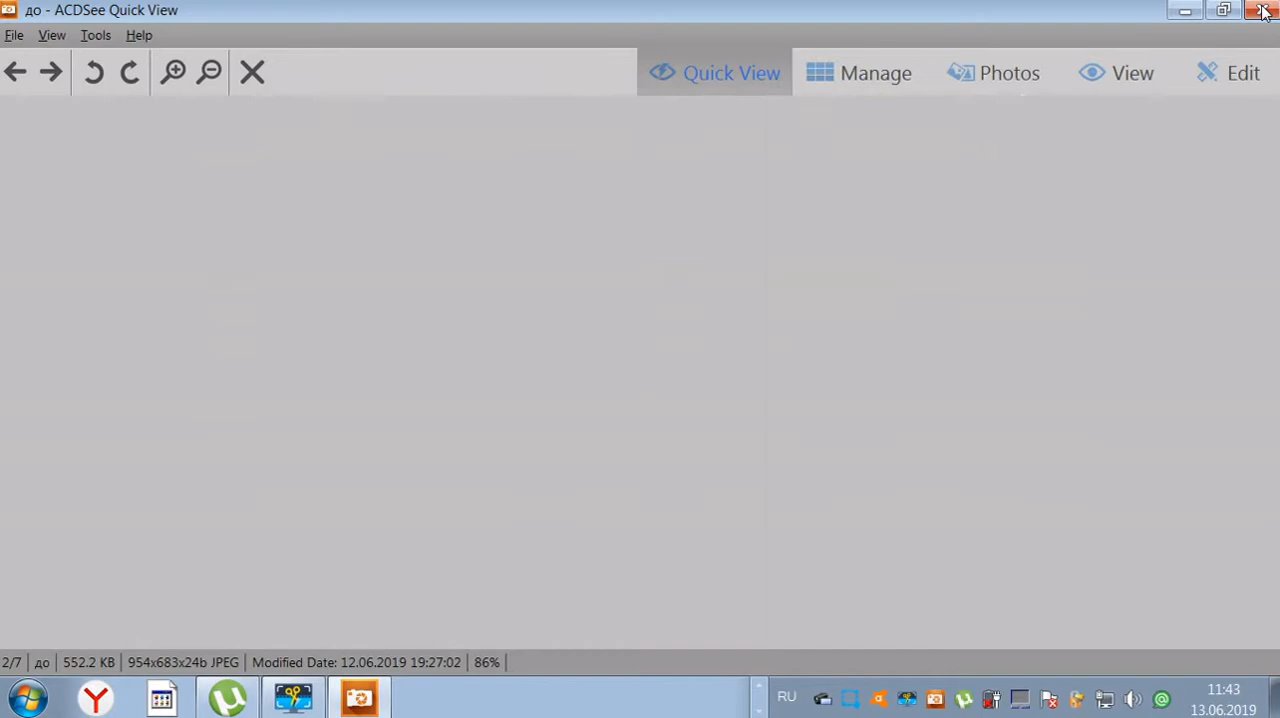 до - ACDSee Quick View
File View Tools Help
Quick View Manage Photos View Edit
2/7 до 552.2 KB 954x683x24b JPEG Modified Date: 12.06.2019 19:27:02 86%
RU
11:43
13.06.2019